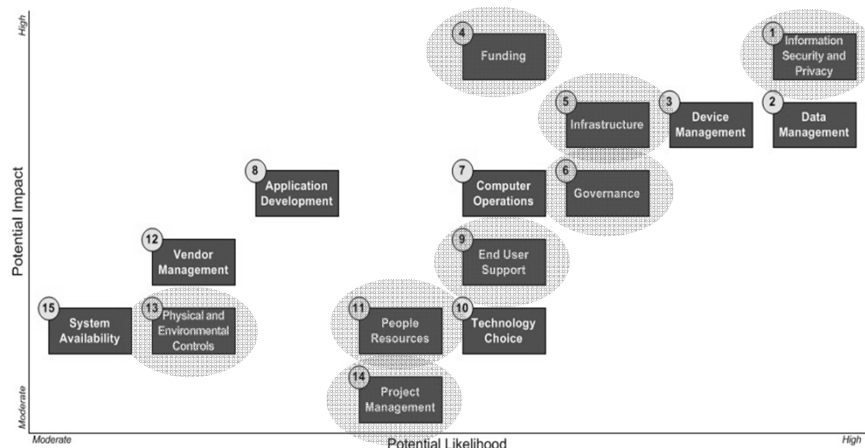 High
4
Funding
1
Information
Security and
Privacy
5
Infrastructure
3
Device
Management
2
Data
Management
8
Application
Development
7
Computer
Operations
6
Governance
Potential Impact
12
Vendor
Management
9
End User
Support
15
System
Availability
13
Physical and
Environmental
Controls
11
People
Resources
10
Technology
Choice
14
Project
Management
Moderate
Moderate
Potential Likelihood
High